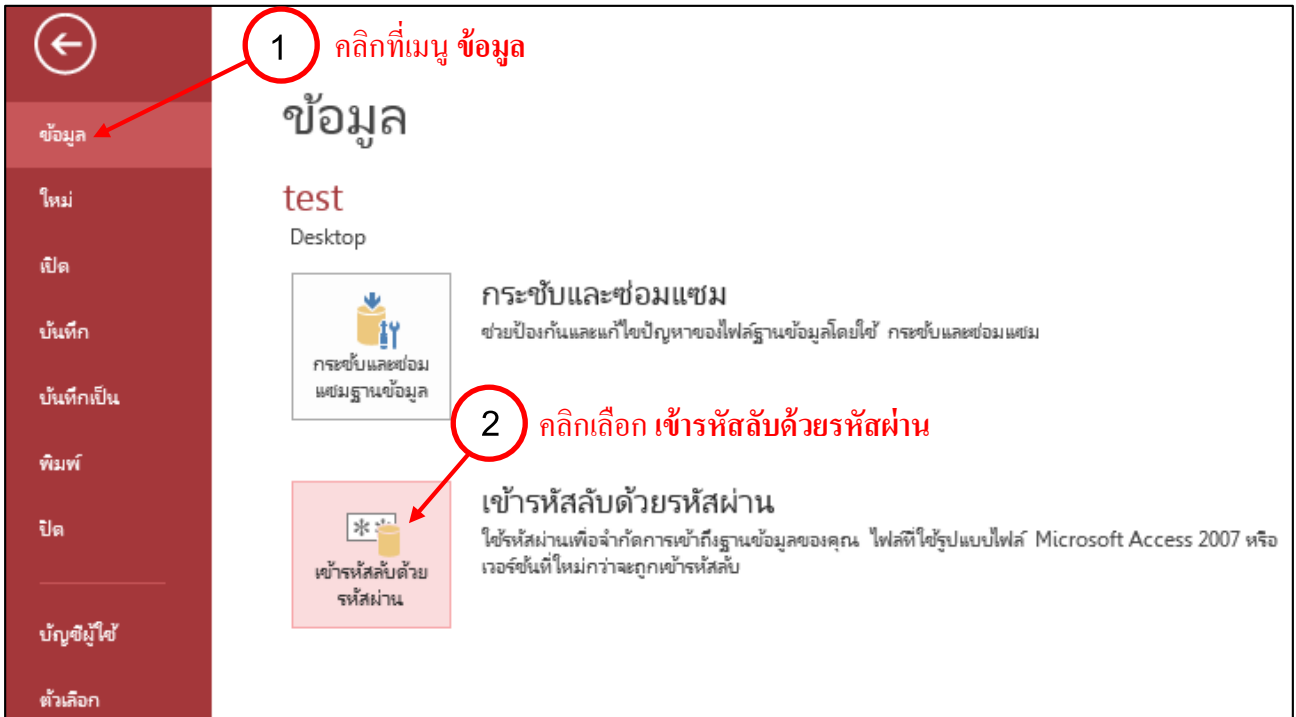 1 คลิกที่เมนู ข้อมูล
ข้อมูล
ใหม่
เปิด
บันทึก
บันทึกเป็น
พิมพ์
ปิด
บัญชีผู้ใช้
ตัวเลือก
ข้อมูล
test
Desktop
กระชับและซ่อม
แซมฐานข้อมูล
กระชับและซ่อมแซม
ช่วยป้องกันและแก้ไขปัญหาของไฟล์ฐานข้อมูลโดยใช้ กระชับและซ่อมแซม
2 คลิกเลือก เข้ารหัสลับด้วยรหัสผ่าน
เข้ารหัสลับด้วย
รหัสผ่าน
เข้ารหัสลับด้วยรหัสผ่าน
ใช้รหัสผ่านเพื่อจำกัดการเข้าถึงฐานข้อมูลของคุณ ไฟล์ที่ใช้รูปแบบไฟล์ Microsoft Access 2007 หรือ
เวอร์ชันที่ใหม่กว่าจะถูกเข้ารหัสลับ